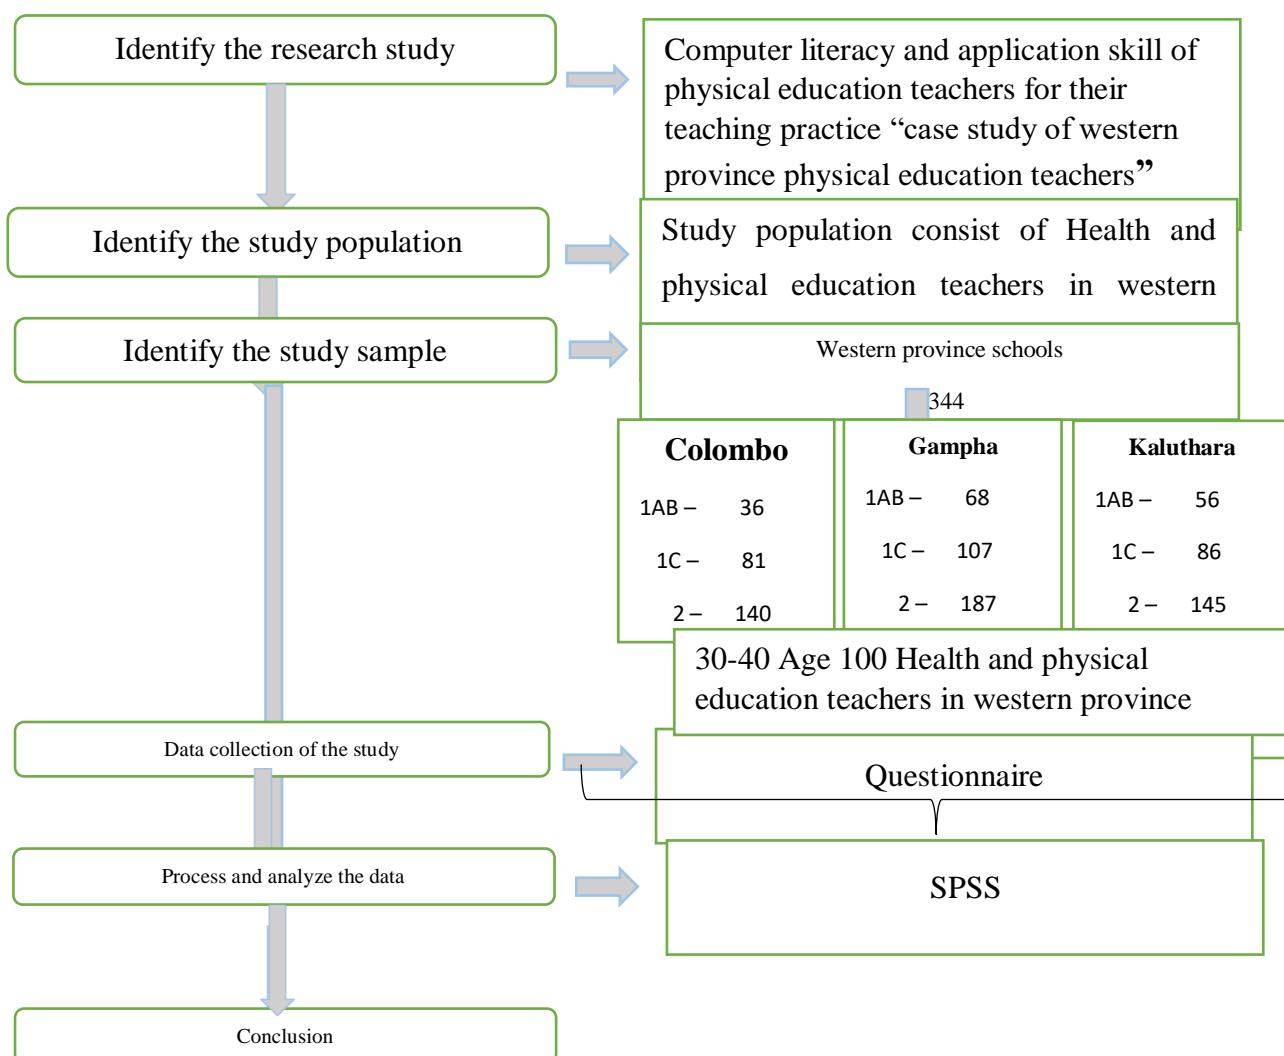 Identify the research study
Computer literacy and application skill of
physical education teachers for their
teaching practice “case study of western
province physical education teachers”
Identify the study population
Study population consist of Health and
physical education teachers in western
Identify the study sample
Western province schools
344
Colombo
1AB – 36
1C – 81
2 – 140
Gampha
1AB – 68
1C – 107
2 – 187
Kaluthara
1AB – 56
1C – 86
2 – 145
30-40 Age 100 Health and physical
education teachers in western province
Data collection of the study
Questionnaire
Process and analyze the data
SPSS
Conclusion